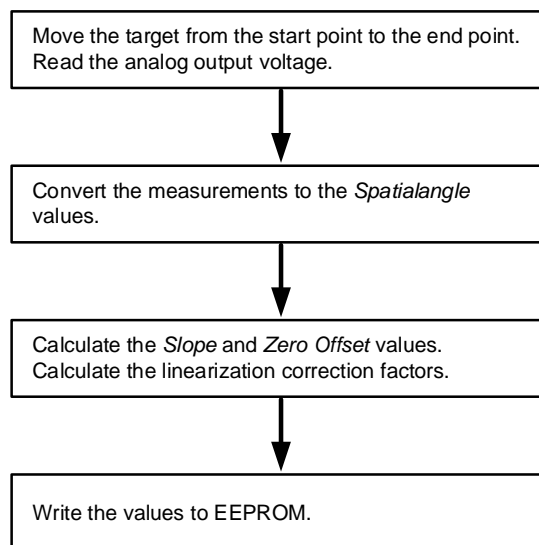 Move the target from the start point to the end point.
Read the analog output voltage.
Convert the measurements to the Spatialangle
values.
Calculate the Slope and Zero Offset values.
Calculate the linearization correction factors.
Write the values to EEPROM.